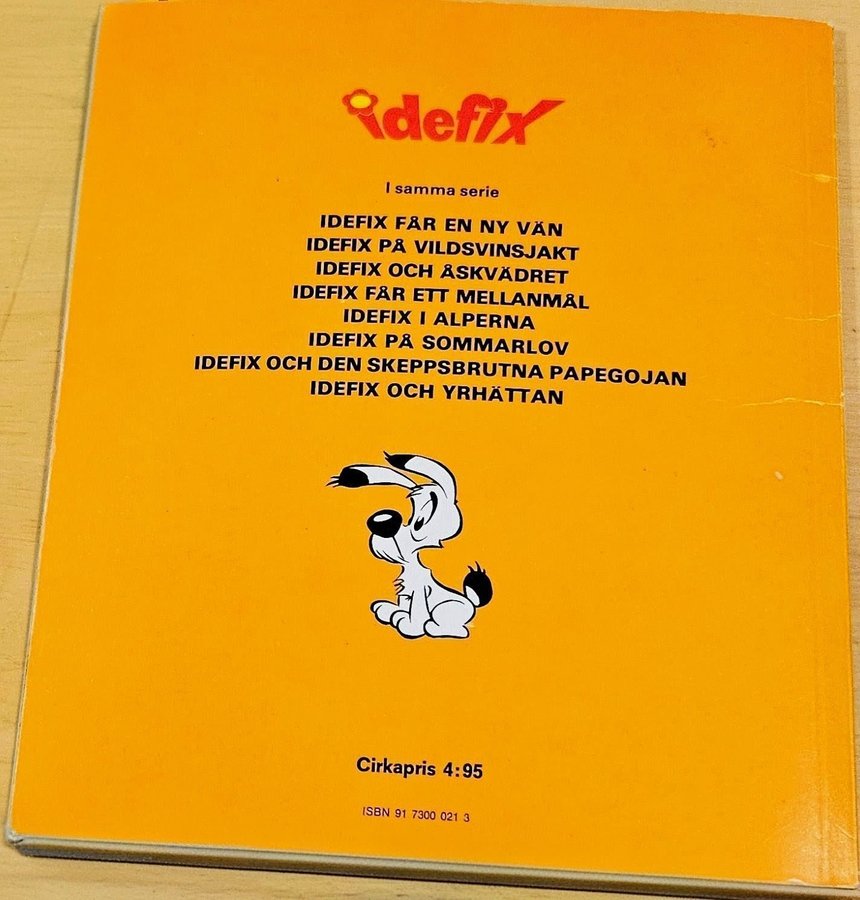 idefix
I samma serie
IDEFIX FÅR EN NY VÄN
IDEFIX PÅ VILDSVINSJAKT
IDEFIX OCH ÅSKVÄDRET
IDEFIX FÅR ETT MELLANMÅL
IDEFIX I ALPERNA
IDEFIX PÅ SOMMARLOV
IDEFIX OCH DEN SKEPPSBRUTNA PAPEGOJAN
IDEFIX OCH YRHÄTTAN
Cirkapris 4:95
ISBN 91 7300 021 3